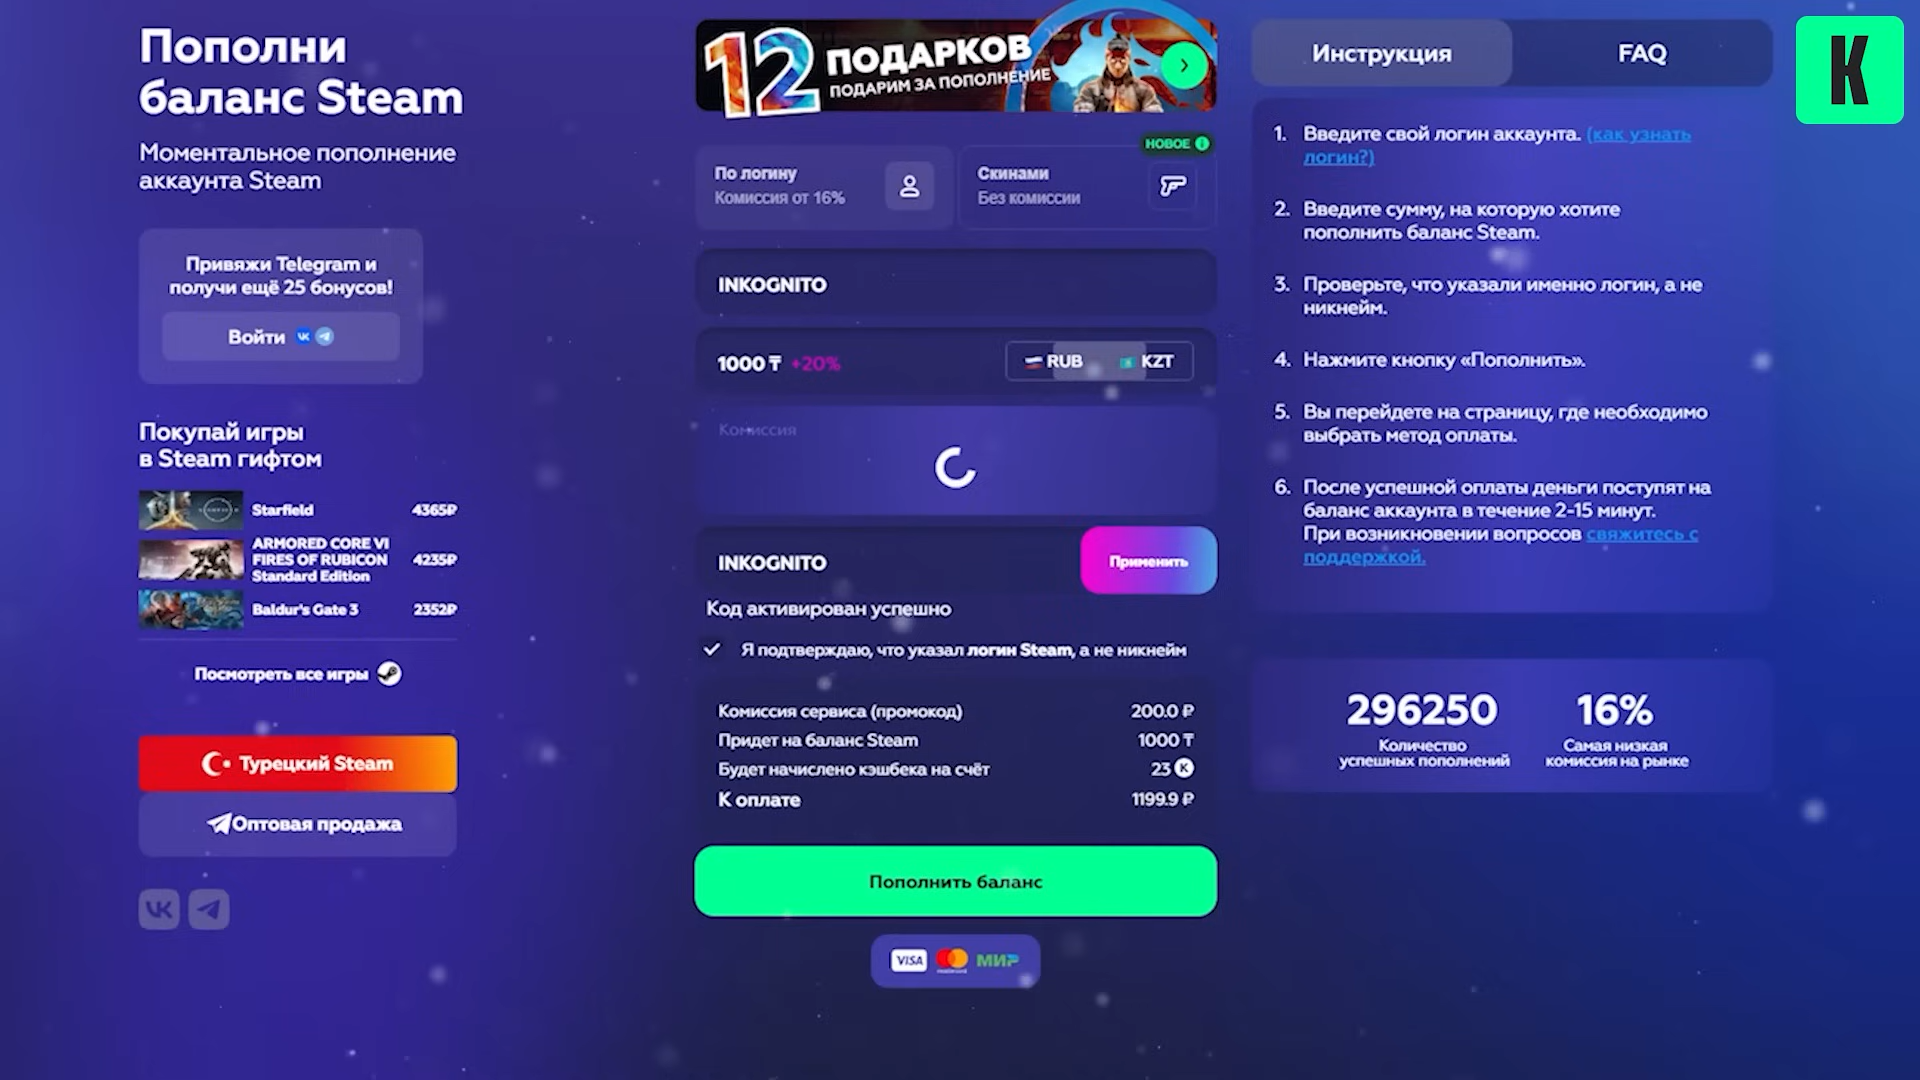 Пополни
баланс Steam
Моментальное пополнение
аккаунта Steam
Привяжи Telegram и
получи ещё 25 бонусов!
Войти
Покупай игры
в Steam гифтом
Starfield 4365₽
ARMORED CORE VI
FIRES OF RUBICON
Standard Edition
4235₽
Baldur's Gate 3 2352₽
Посмотреть все игры
Турецкий Steam
Оптовая продажа
12 ПОДАРКОВ
ПОДАРИМ ЗА ПОПОЛНЕНИЕ
НОВОЕ
По логину
Комиссия от 16%
Скинами
Без комиссии
INKOGNITO
1000 ₸ +20% RUB KZT
Комиссия
INKOGNITO Применить
Код активирован успешно
Я подтверждаю, что указал логин Steam, а не никнейм
Комиссия сервиса (промокод) 200.0 ₽
Придет на баланс Steam 1000 ₸
Будет начислено кэшбека на счёт 23 K
К оплате 1199.9 ₽
Пополнить баланс
VISA МИР
Инструкция FAQ
1. Введите свой логин аккаунта. (как узнать
логин?)
2. Введите сумму, на которую хотите
пополнить баланс Steam.
3. Проверьте, что указали именно логин, а не
никнейм.
4. Нажмите кнопку «Пополнить».
5. Вы перейдете на страницу, где необходимо
выбрать метод оплаты.
6. После успешной оплаты деньги поступят на
баланс аккаунта в течение 2-15 минут.
При возникновении вопросов свяжитесь с
поддержкой.
296250
Количество
успешных пополнений
16%
Самая низкая
комиссия на рынке
K